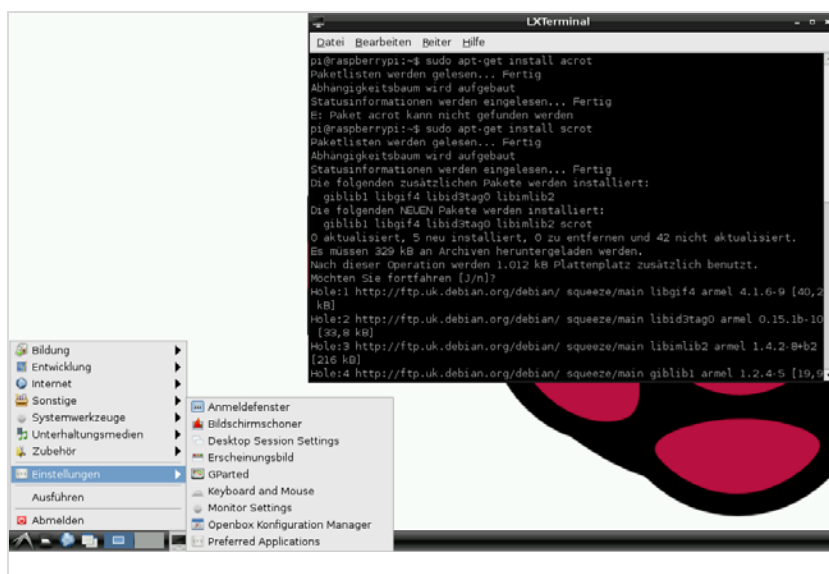 LXTerminal
Datei Bearbeiten Reiter Hilfe
pi@raspberrypi:~$ sudo apt-get install acrot
Paketlisten werden gelesen... Fertig
Abhängigkeitsbaum wird aufgebaut
Statusinformationen werden eingelesen... Fertig
E: Paket acrot kann nicht gefunden werden
pi@raspberrypi:~$ sudo apt-get install scrot
Paketlisten werden gelesen... Fertig
Abhängigkeitsbaum wird aufgebaut
Statusinformationen werden eingelesen... Fertig
Die folgenden zusätzlichen Pakete werden installiert:
giblib1 libgif4 libid3tag0 libimlib2
Die folgenden NEUEN Pakete werden installiert:
giblib1 libgif4 libid3tag0 libimlib2 scrot
0 aktualisiert, 5 neu installiert, 0 zu entfernen und 42 nicht aktualisiert.
Es müssen 329 kB an Archiven heruntergeladen werden.
Nach dieser Operation werden 1.012 kB Plattenplatz zusätzlich benutzt.
Möchten Sie fortfahren [J/n]?
Hole:1 http://ftp.uk.debian.org/debian/ squeeze/main libgif4 armel 4.1.6-9 [40,2
kB]
Hole:2 http://ftp.uk.debian.org/debian/ squeeze/main libid3tag0 armel 0.15.1b-10
[33,8 kB]
Hole:3 http://ftp.uk.debian.org/debian/ squeeze/main libimlib2 armel 1.4.2-8+b2
[216 kB]
Hole:4 http://ftp.uk.debian.org/debian/ squeeze/main giblib1 armel 1.2.4-5 [19,9
Bildung
Entwicklung
Internet
Sonstige
Systemwerkzeuge
Unterhaltungsmedien
Zubehör
Einstellungen
Ausführen
Abmelden
Anmeldefenster
Bildschirmschoner
Desktop Session Settings
Erscheinungsbild
GParted
Keyboard and Mouse
Monitor Settings
Openbox Konfiguration Manager
Preferred Applications